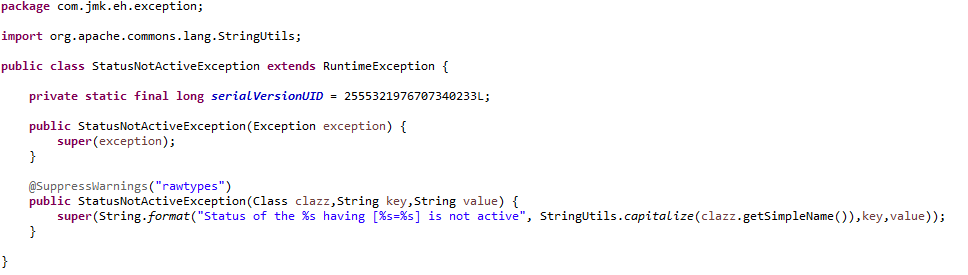 package com.jmk.eh.exception;
import org.apache.commons.lang.StringUtils;
public class StatusNotActiveException extends RuntimeException {
private static final long serialVersionUID = 2555321976707340233L;
public StatusNotActiveException(Exception exception) {
super(exception);
}
@SuppressWarnings("rawtypes")
public StatusNotActiveException(Class clazz,String key,String value) {
super(String.format("Status of the %s having [%s=%s] is not active", StringUtils.capitalize(clazz.getSimpleName()),key,value));
}
}